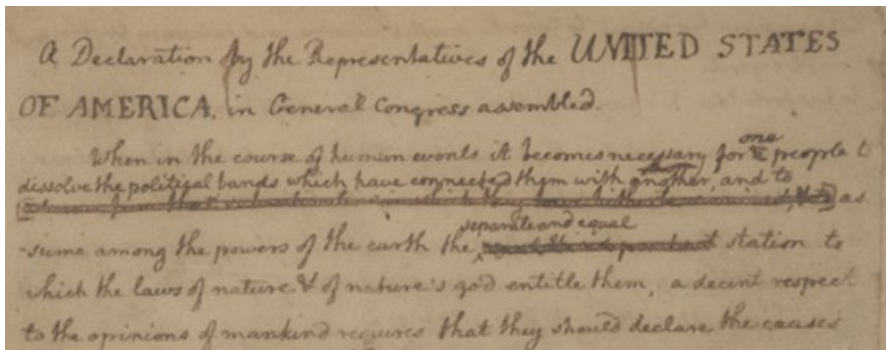 A Declaration by the Representatives of the UNITED STATES
OF AMERICA, in General Congress assembled.
one
When in the course of human events it becomes necessary for people t
dissolve the political bands which have connected them with another, and to
as
separate and equal
-sume among the powers of the earth the station to
which the laws of nature & of nature's god entitle them, a decent respect
to the opinions of mankind requires that they should declare the causes